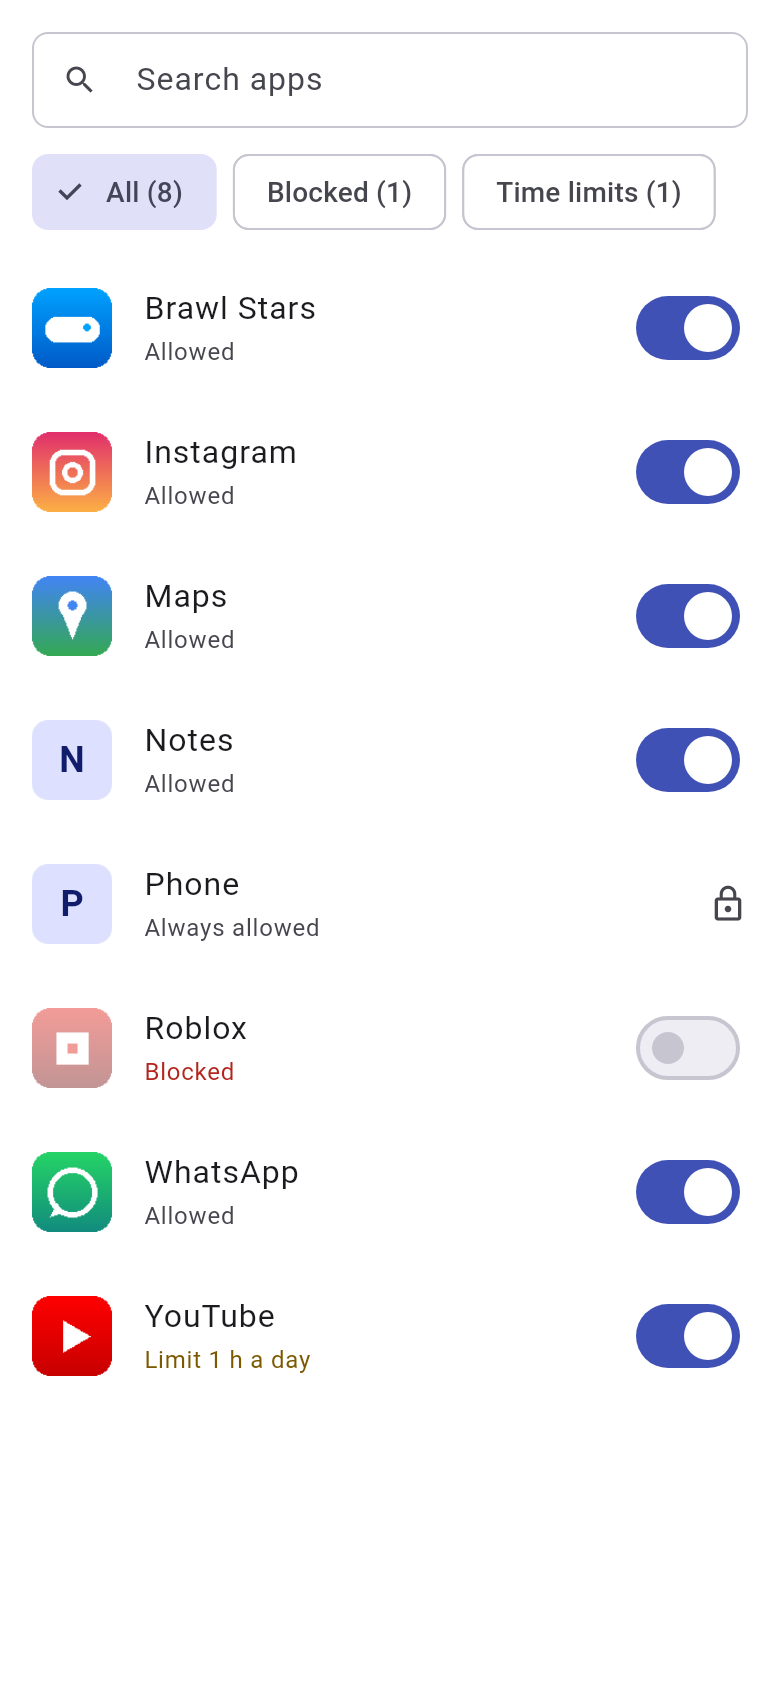 Search apps
All (8)
Blocked (1)
Time limits (1)
Brawl Stars
Allowed
Instagram
Allowed
Maps
Allowed
N
Notes
Allowed
P
Phone
Always allowed
Roblox
Blocked
WhatsApp
Allowed
YouTube
Limit 1 h a day